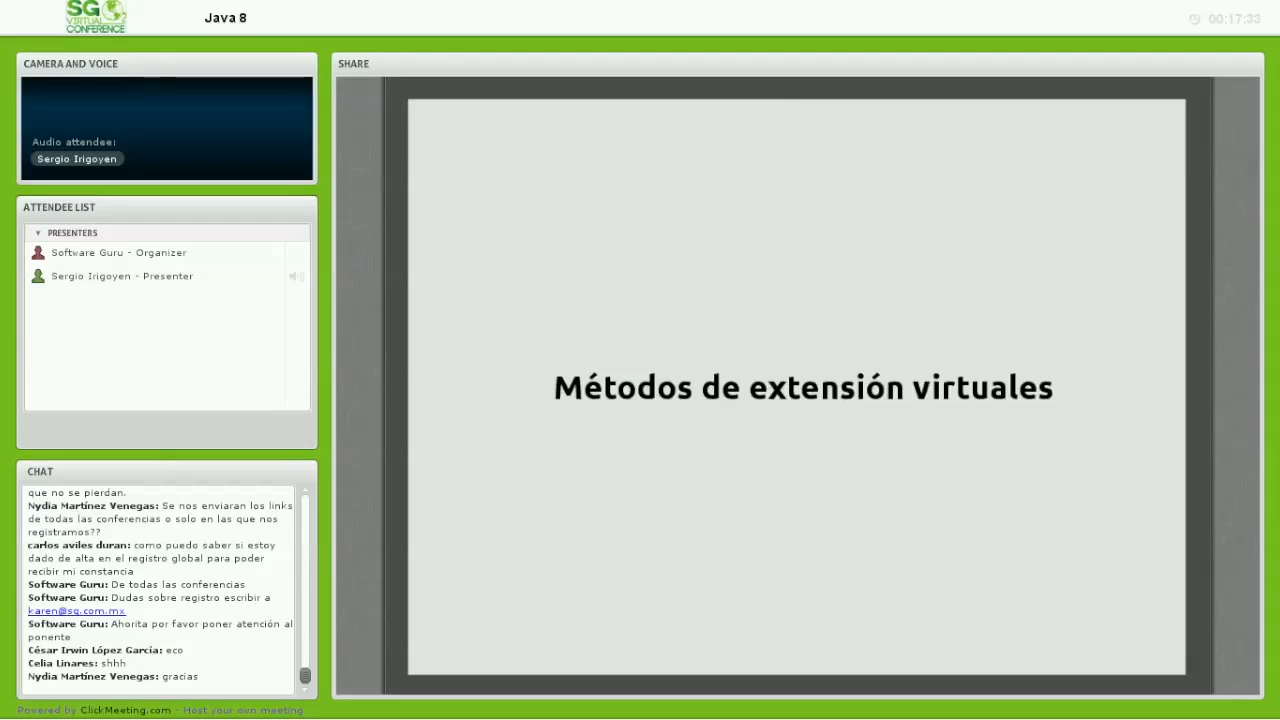 SG
VIRTUAL
CONFERENCE
Java 8
00:17:33
CAMERA AND VOICE
Audio attendee:
Sergio Irigoyen
ATTENDEE LIST
PRESENTERS
Software Guru - Organizer
Sergio Irigoyen - Presenter
CHAT
que no se pierdan.
Nydia Martínez Venegas: Se nos enviaran los links
de todas las conferencias o solo en las que nos
registramos??
carlos aviles duran: como puedo saber si estoy
dado de alta en el registro global para poder
recibir mi constancia
Software Guru: De todas las conferencias
Software Guru: Dudas sobre registro escribir a
karen@sg.com.mx
Software Guru: Ahorita por favor poner atención al
ponente
César Irwin López García: eco
Celia Linares: shhh
Nydia Martínez Venegas: gracias
Powered by ClickMeeting.com - Host your own meeting
SHARE
Métodos de extensión virtuales